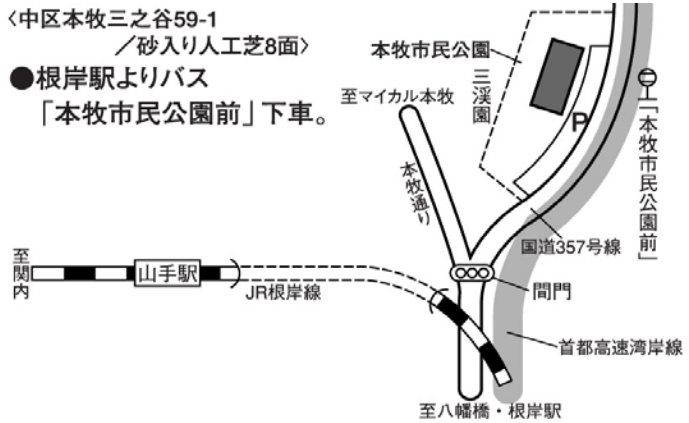 〈中区本牧三之谷59-1
／砂入り人工芝8面〉
●根岸駅よりバス
「本牧市民公園前」下車。
本牧市民公園
三溪園
至マイカル本牧
P
「本牧市民公園前」
本牧通り
国道357号線
至関内
山手駅
JR根岸線
間門
首都高速湾岸線
至八幡橋・根岸駅